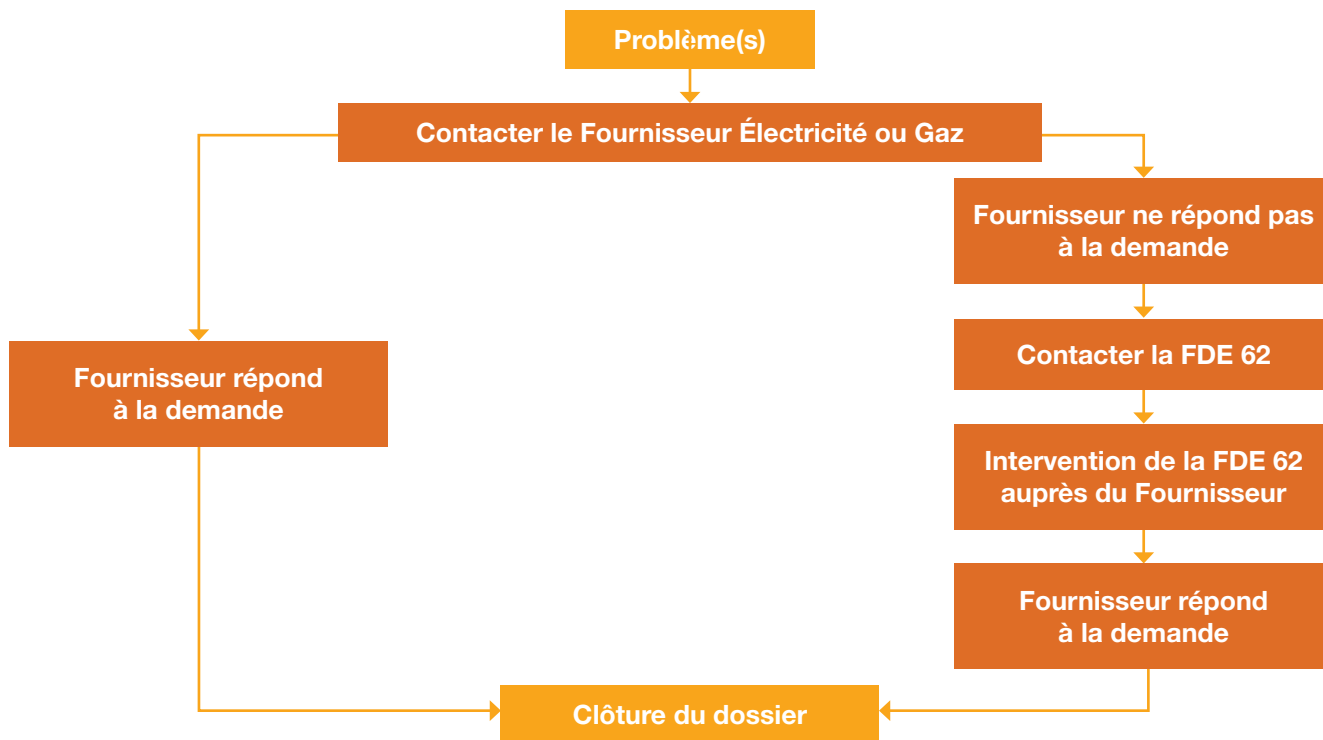 Problème(s)
Contacter le Fournisseur Électricité ou Gaz
Fournisseur ne répond pas
à la demande
Contacter la FDE 62
Fournisseur répond
à la demande
Intervention de la FDE 62
auprès du Fournisseur
Fournisseur répond
à la demande
Clôture du dossier